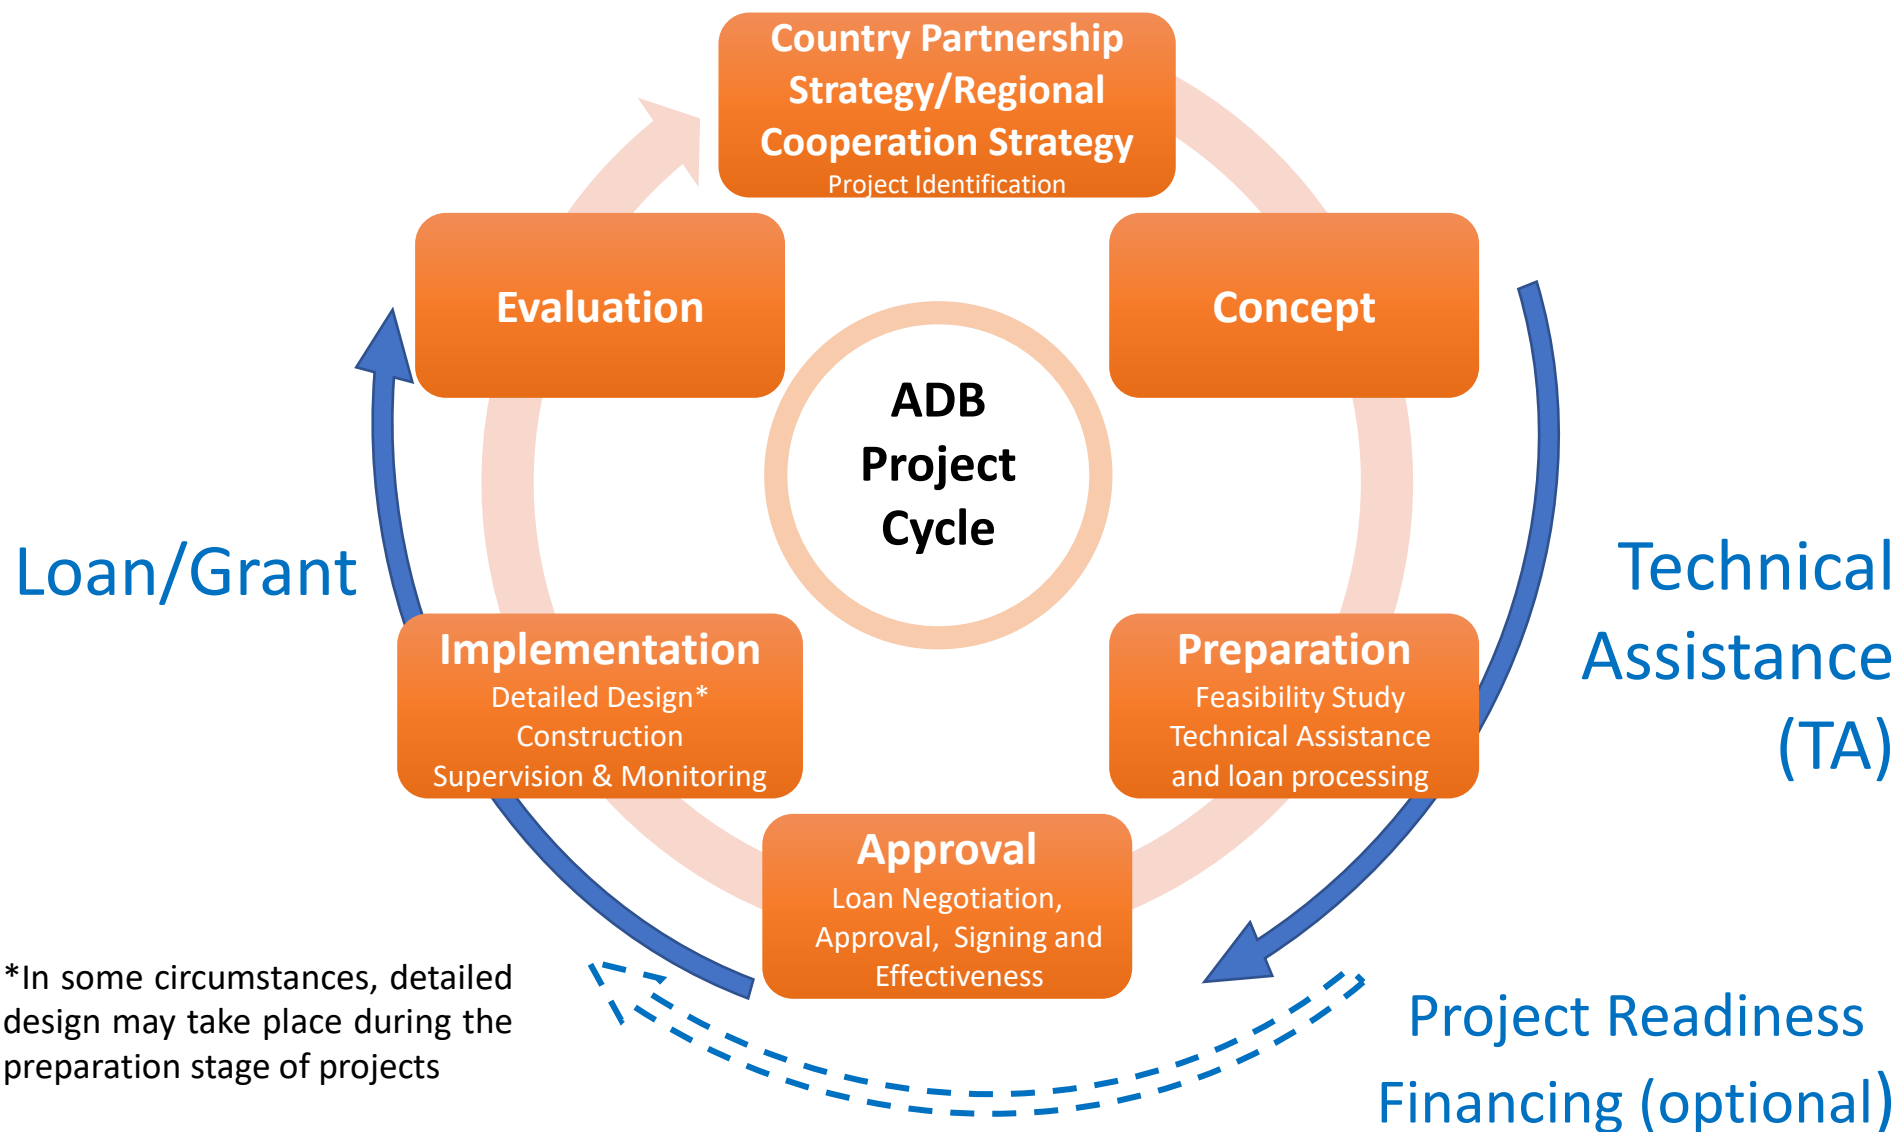 Country Partnership
Strategy/Regional
Cooperation Strategy
Project Identification
Concept
Preparation
Feasibility Study
Technical Assistance
and loan processing
Approval
Loan Negotiation,
Approval,  Signing and
Effectiveness
Implementation
Detailed Design*
Construction
Supervision & Monitoring
Evaluation
ADB
Project
Cycle
Loan/Grant
Technical
Assistance
(TA)
Project Readiness
Financing (optional)
*In some circumstances, detailed
design may take place during the
preparation stage of projects